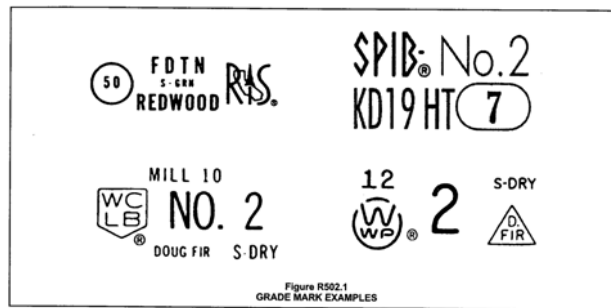 50
FDTN
S-GRN
REDWOOD
RIS®
SPIB®: No.2
KD19 HT 7
MILL 10
WC
LB
®
NO. 2
DOUG FIR S-DRY
12
W
WP
®
2
S-DRY
D.
FIR
Figure R502.1
GRADE MARK EXAMPLES